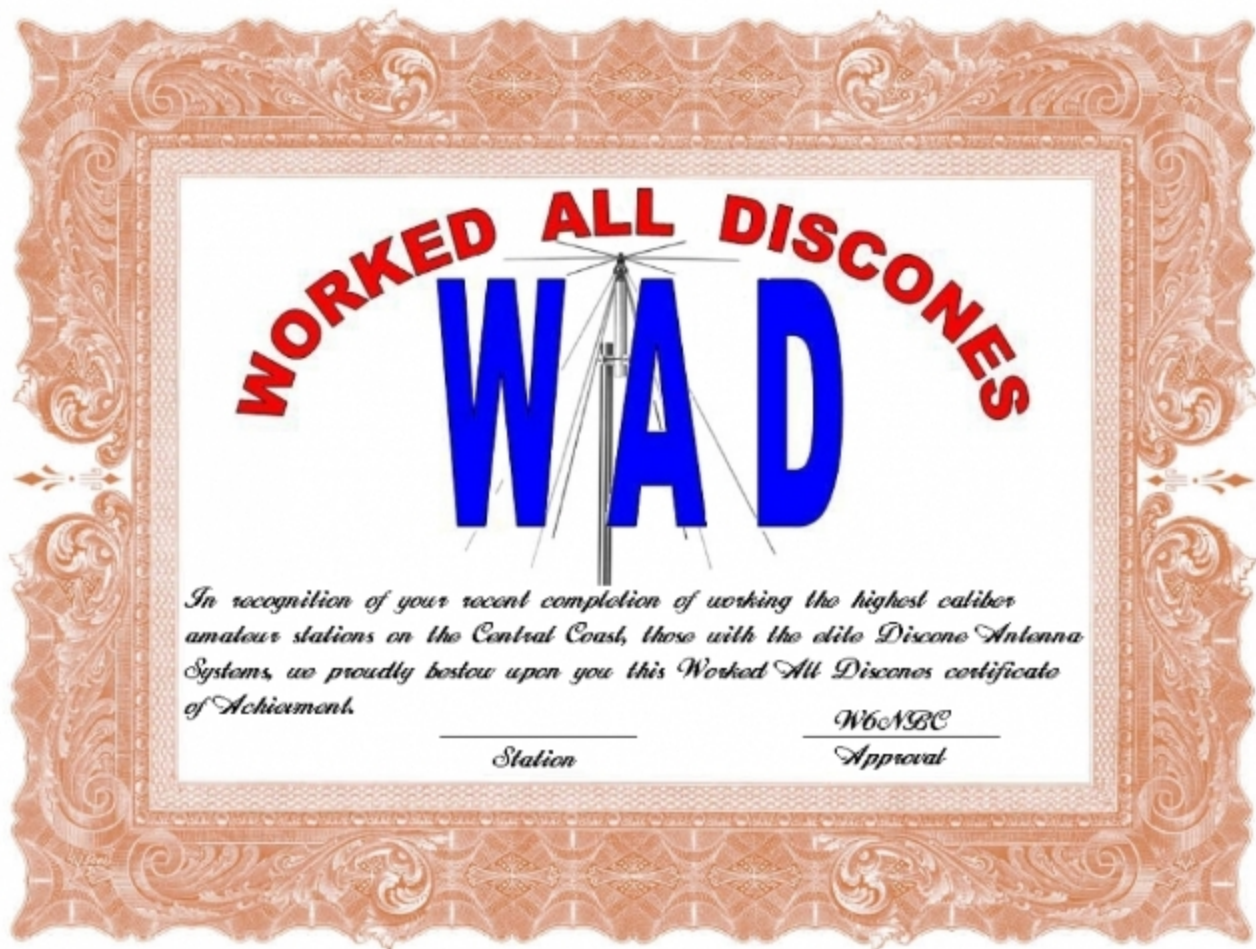 WORKED ALL DISCONES
WAD
In recognition of your recent completion of working the highest caliber
amateur stations on the Central Coast, those with the elite Discone Antenna
Systems, we proudly bestow upon you this Worked All Discones certificate
of Achievment.
W6NBC
Station
Approval